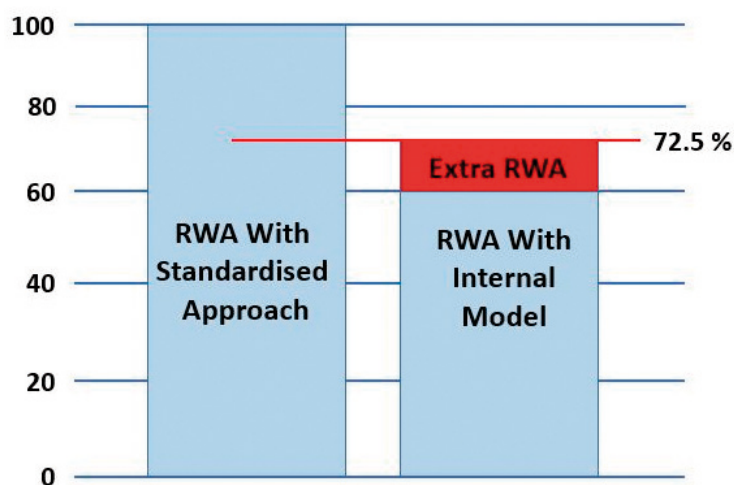 100
80
72.5 %
Extra RWA
60
RWA With
Standardised
Approach
RWA With
Internal
Model
40
20
0